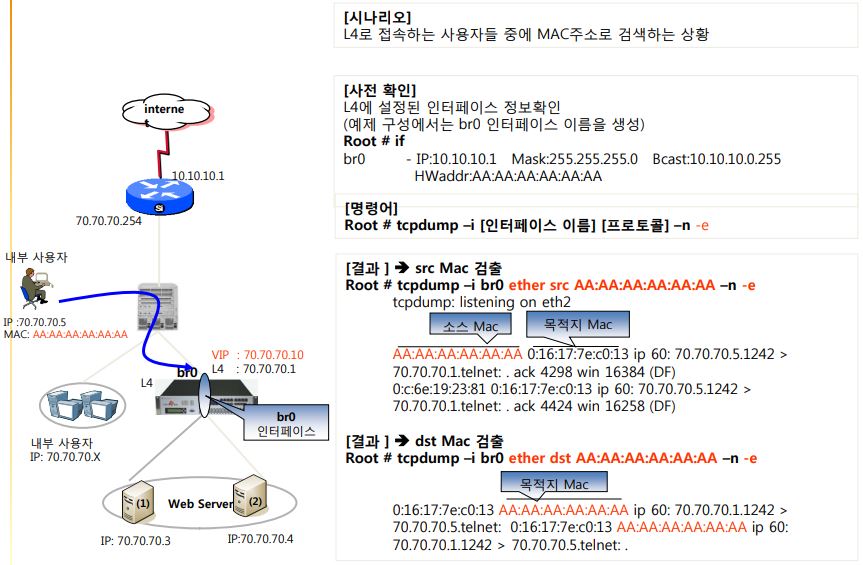 [시나리오]
L4로 접속하는 사용자들 중에 MAC주소로 검색하는 상황
[사전 확인]
L4에 설정된 인터페이스 정보확인
(예제 구성에서는 br0 인터페이스 이름을 생성)
Root # if
br0 - IP:10.10.10.1 Mask:255.255.255.0 Bcast:10.10.10.0.255
HWaddr:AA:AA:AA:AA:AA:AA
[명령어]
Root # tcpdump –i [인터페이스 이름] [프로토콜] –n -e
[결과 ] ➔ src Mac 검출
Root # tcpdump –i br0 ether src AA:AA:AA:AA:AA:AA –n -e
tcpdump: listening on eth2
소스 Mac
목적지 Mac
AA:AA:AA:AA:AA:AA 0:16:17:7e:c0:13 ip 60: 70.70.70.5.1242 >
70.70.70.1.telnet: . ack 4298 win 16384 (DF)
0:c:6e:19:23:81 0:16:17:7e:c0:13 ip 60: 70.70.70.5.1242 >
70.70.70.1.telnet: . ack 4424 win 16258 (DF)
[결과 ] ➔ dst Mac 검출
Root # tcpdump –i br0 ether dst AA:AA:AA:AA:AA:AA –n -e
목적지 Mac
0:16:17:7e:c0:13 AA:AA:AA:AA:AA:AA ip 60: 70.70.70.1.1242 >
70.70.70.5.telnet: 0:16:17:7e:c0:13 AA:AA:AA:AA:AA:AA ip 60:
70.70.70.1.1242 > 70.70.70.5.telnet: .
interne
t
10.10.10.1
Si
70.70.70.254
내부 사용자
IP :70.70.70.5
MAC: AA:AA:AA:AA:AA:AA
VIP : 70.70.70.10
L4 : 70.70.70.1
br0
L4
br0
인터페이스
내부 사용자
IP: 70.70.70.X
(1)
Web Server
(2)
IP: 70.70.70.3
IP:70.70.70.4